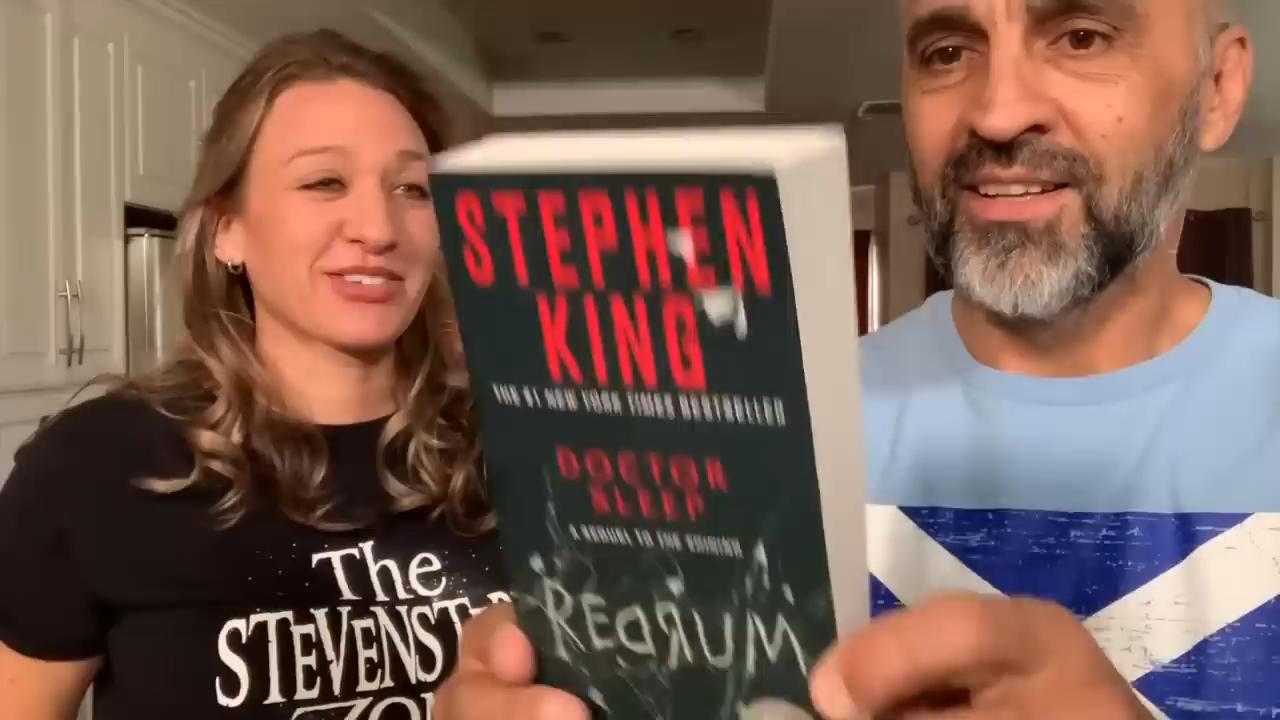 STEPHEN
KING
THE #1 NEW YORK TIMES BESTSELLER
DOCTOR
SLEEP
A SEQUEL TO THE SHINING
REDRUM
The